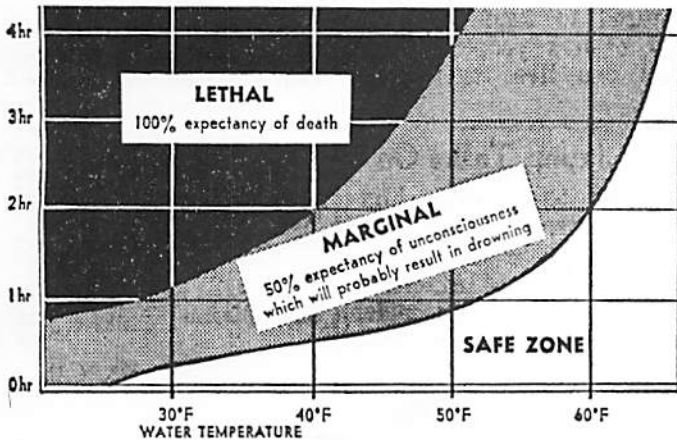 4hr
LETHAL
100% expectancy of death
3hr
2hr
MARGINAL
50% expectancy of unconsciousness
which will probably result in drowning
1hr
SAFE ZONE
0hr
30°F
40°F
50°F
60°F
WATER TEMPERATURE